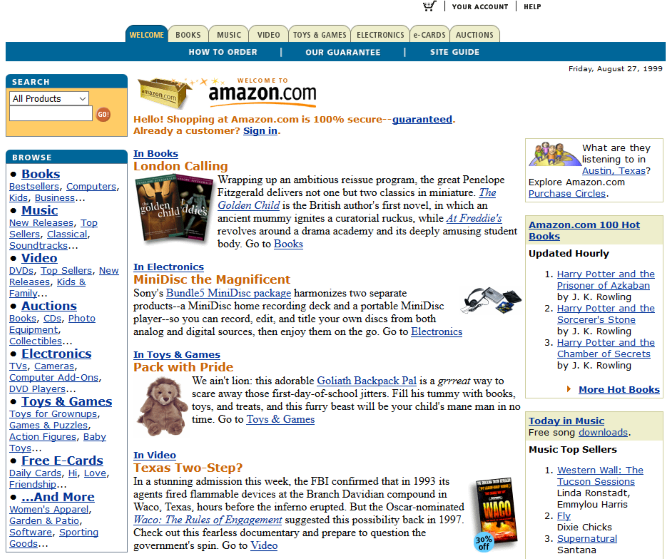 YOUR ACCOUNT | HELP
WELCOME
BOOKS
MUSIC
VIDEO
TOYS & GAMES
ELECTRONICS
e-CARDS
AUCTIONS
HOW TO ORDER | OUR GUARANTEE | SITE GUIDE
Friday, August 27, 1999
SEARCH
All Products
GO!
BROWSE
• Books
Bestsellers, Computers,
Kids, Business...
• Music
New Releases, Top
Sellers, Classical,
Soundtracks...
• Video
DVDs, Top Sellers, New
Releases, Kids &
Family...
• Auctions
Books, CDs, Photo
Equipment,
Collectibles...
• Electronics
TVs, Cameras,
Computer Add-Ons,
DVD Players...
• Toys & Games
Toys for Grownups,
Games & Puzzles,
Action Figures, Baby
Toys...
• Free E-Cards
Daily Cards, Hi, Love,
Friendship...
• ...And More
Women's Apparel,
Garden & Patio,
Software, Sporting
Goods...
amazon.com
WELCOME TO
amazon.com
Hello! Shopping at Amazon.com is 100% secure--guaranteed.
Already a customer? Sign in.
In Books
London Calling
the golden child
Wrapping up an ambitious reissue program, the great Penelope
Fitzgerald delivers not one but two classics in miniature. The
Golden Child is the British author's first novel, in which an
ancient mummy ignites a curatorial ruckus, while At Freddie's
revolves around a drama academy and its deeply amusing student
body. Go to Books
In Electronics
MiniDisc the Magnificent
Sony's Bundle5 MiniDisc package harmonizes two separate
products--a MiniDisc home recording deck and a portable MiniDisc
player--so you can record, edit, and title your own discs from both
analog and digital sources, then enjoy them on the go. Go to Electronics
In Toys & Games
Pack with Pride
We ain't lion: this adorable Goliath Backpack Pal is a grrreat way to
scare away those first-day-of-school jitters. Fill his tummy with books,
toys, and treats, and this furry beast will be your child's mane man in no
time. Go to Toys & Games
In Video
Texas Two-Step?
In a stunning admission this week, the FBI confirmed that in 1993 its
agents fired flammable devices at the Branch Davidian compound in
Waco, Texas, hours before the inferno erupted. But the Oscar-nominated
Waco: The Rules of Engagement suggested this possibility back in 1997.
Check out this fearless documentary and prepare to question the
government's spin. Go to Video
WACO
30%
off
What are they
listening to in
Austin, Texas?
Explore Amazon.com
Purchase Circles.
Amazon.com 100 Hot
Books
Updated Hourly
1. Harry Potter and the
Prisoner of Azkaban
by J. K. Rowling
2. Harry Potter and the
Sorcerer's Stone
by J. K. Rowling
3. Harry Potter and the
Chamber of Secrets
by J. K. Rowling
More Hot Books
Today in Music
Free song downloads.
Music Top Sellers
1. Western Wall: The
Tucson Sessions
Linda Ronstadt,
Emmylou Harris
2. Fly
Dixie Chicks
3. Supernatural
Santana